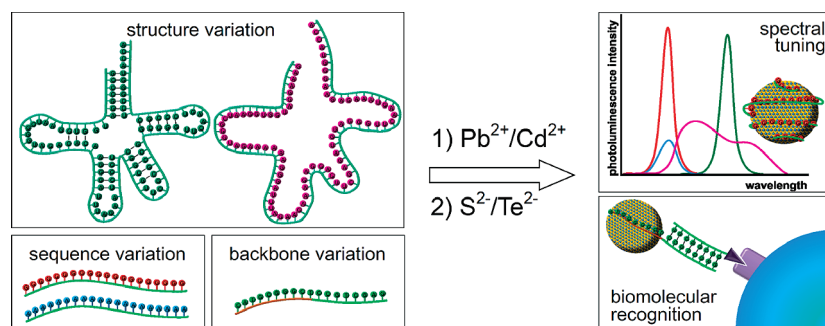 structure variation
sequence variation
backbone variation
1) Pb²⁺/Cd²⁺
2) S²⁻/Te²⁻
photoluminescence intensity
spectral
tuning
wavelength
biomolecular
recognition